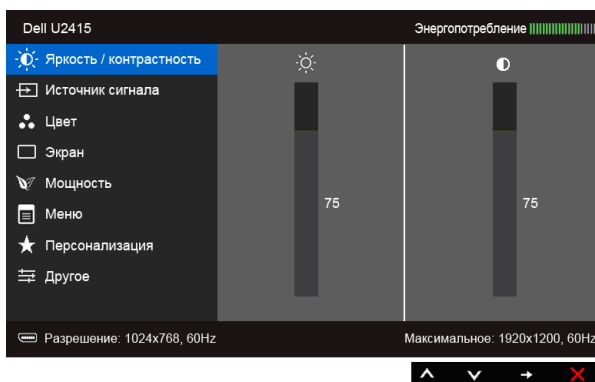 Dell U2415
Энергопотребление
Яркость / контрастность
Источник сигнала
Цвет
Экран
Мощность
Меню
Персонализация
Другое
75
75
Разрешение: 1024x768, 60Hz
Максимальное: 1920x1200, 60Hz